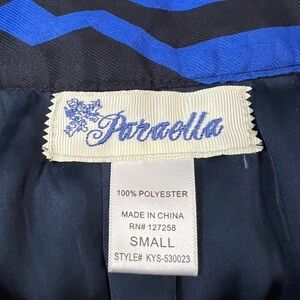 Paraella
100% POLYESTER
MADE IN CHINA
RN# 127258
SMALL
STYLE# KYS-530023